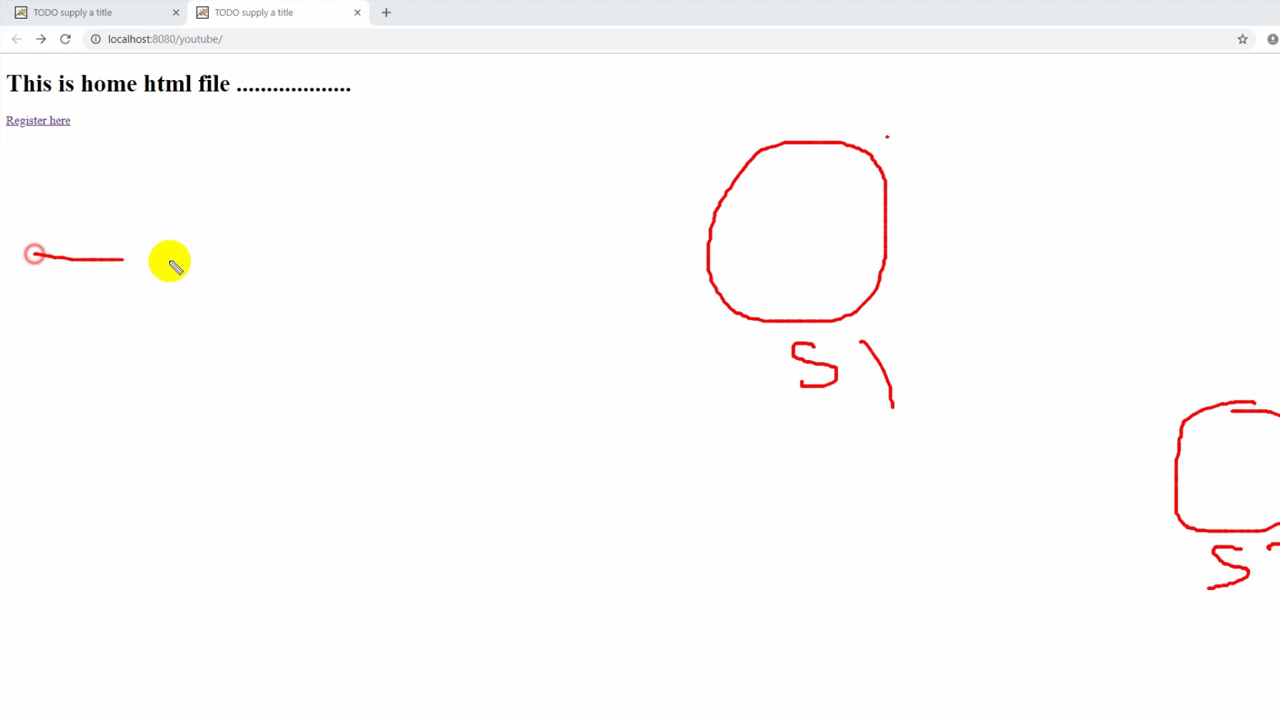 TODO supply a title
TODO supply a title
localhost:8080/youtube/
This is home html file ...................
Register here
S
S